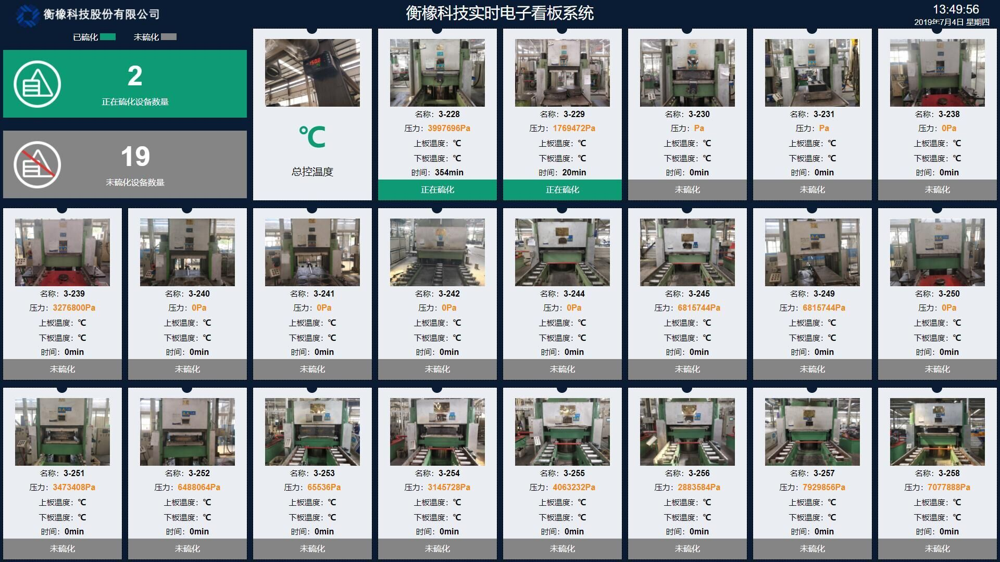 衡橡科技股份有限公司
衡橡科技实时电子看板系统
13:49:56
2019年7月4日 星期四
已硫化
未硫化
2
正在硫化设备数量
19
未硫化设备数量
150.8
℃
总控温度
名称：3-228
压力：3997696Pa
上板温度：℃
下板温度：℃
时间：354min
正在硫化
名称：3-229
压力：1769472Pa
上板温度：℃
下板温度：℃
时间：20min
正在硫化
名称：3-230
压力：Pa
上板温度：℃
下板温度：℃
时间：0min
未硫化
名称：3-231
压力：Pa
上板温度：℃
下板温度：℃
时间：0min
未硫化
名称：3-238
压力：0Pa
上板温度：℃
下板温度：℃
时间：0min
未硫化
名称：3-239
压力：3276800Pa
上板温度：℃
下板温度：℃
时间：0min
未硫化
名称：3-240
压力：0Pa
上板温度：℃
下板温度：℃
时间：0min
未硫化
名称：3-241
压力：0Pa
上板温度：℃
下板温度：℃
时间：0min
未硫化
名称：3-242
压力：0Pa
上板温度：℃
下板温度：℃
时间：0min
未硫化
名称：3-244
压力：0Pa
上板温度：℃
下板温度：℃
时间：0min
未硫化
名称：3-245
压力：6815744Pa
上板温度：℃
下板温度：℃
时间：0min
未硫化
名称：3-249
压力：6815744Pa
上板温度：℃
下板温度：℃
时间：0min
未硫化
名称：3-250
压力：0Pa
上板温度：℃
下板温度：℃
时间：0min
未硫化
名称：3-251
压力：3473408Pa
上板温度：℃
下板温度：℃
时间：0min
未硫化
名称：3-252
压力：6488064Pa
上板温度：℃
下板温度：℃
时间：0min
未硫化
名称：3-253
压力：65536Pa
上板温度：℃
下板温度：℃
时间：0min
未硫化
名称：3-254
压力：3145728Pa
上板温度：℃
下板温度：℃
时间：0min
未硫化
名称：3-255
压力：4063232Pa
上板温度：℃
下板温度：℃
时间：0min
未硫化
名称：3-256
压力：2883584Pa
上板温度：℃
下板温度：℃
时间：0min
未硫化
名称：3-257
压力：7929856Pa
上板温度：℃
下板温度：℃
时间：0min
未硫化
名称：3-258
压力：7077888Pa
上板温度：℃
下板温度：℃
时间：0min
未硫化